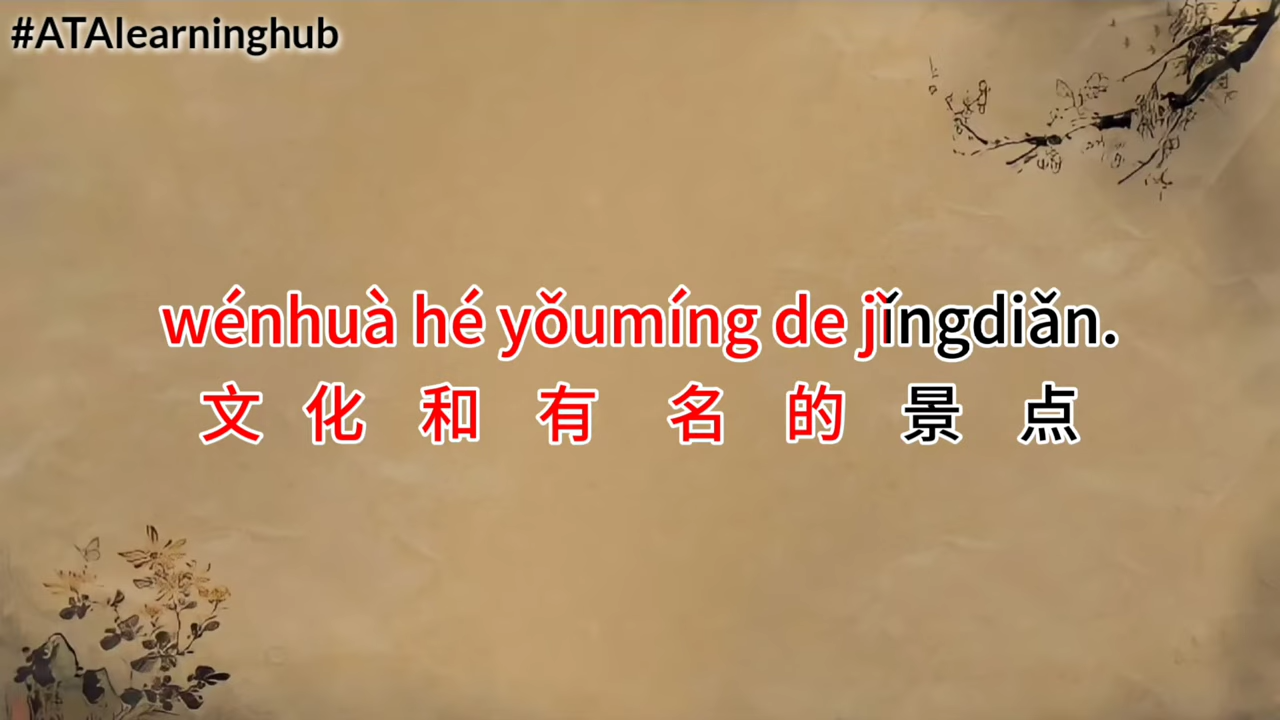 #ATAlearninghub
wénhuà hé yǒumíng de jǐngdiǎn.
文化和有名的景点